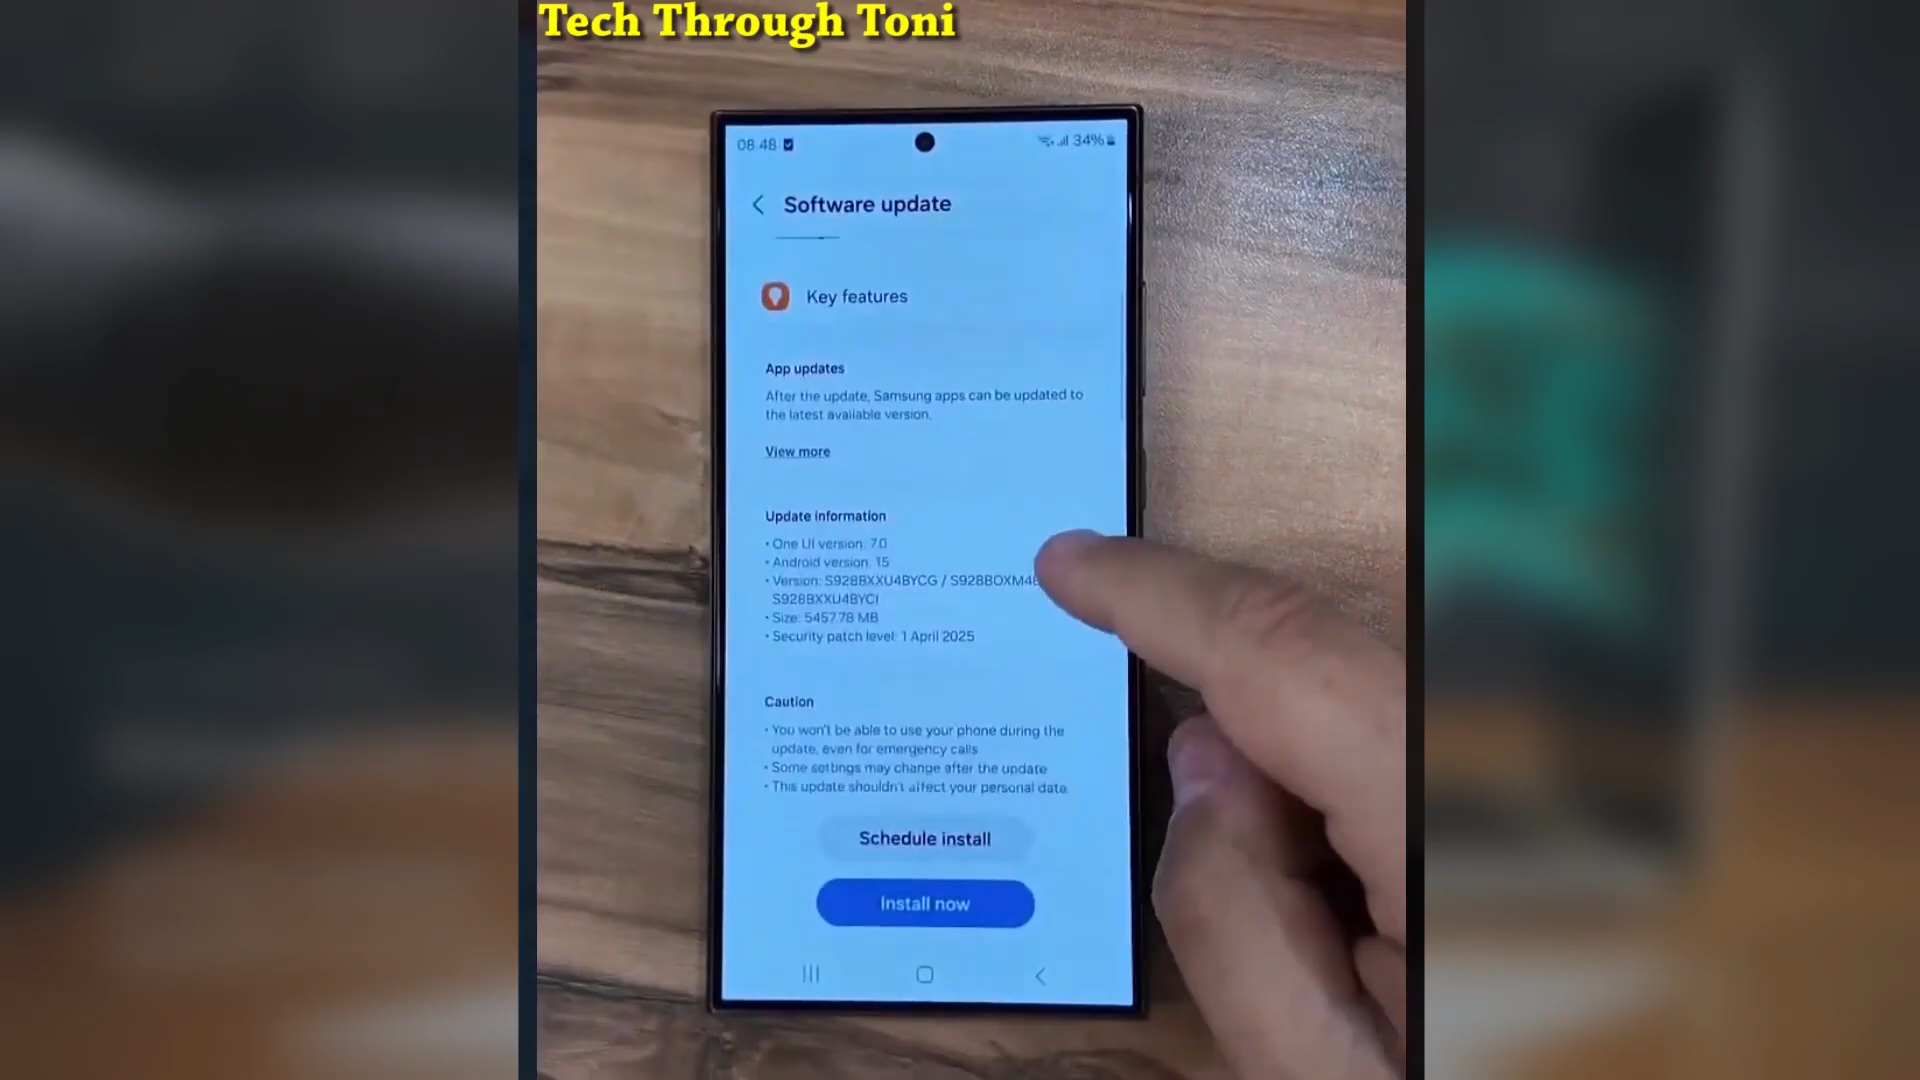 Tech Through Toni
08.48
34%
Software update
Key features
App updates
After the update, Samsung apps can be updated to
the latest available version.
View more
Update information
• One UI version: 7.0
• Android version: 15
• Version: S928BXXU4BYCG / S928BOXM4
S928BXXU4BYCI
• Size: 5457.78 MB
• Security patch level: 1 April 2025
Caution
• You won't be able to use your phone during the
update, even for emergency calls
• Some settings may change after the update
• This update shouldn't affect your personal data
Schedule install
Install now